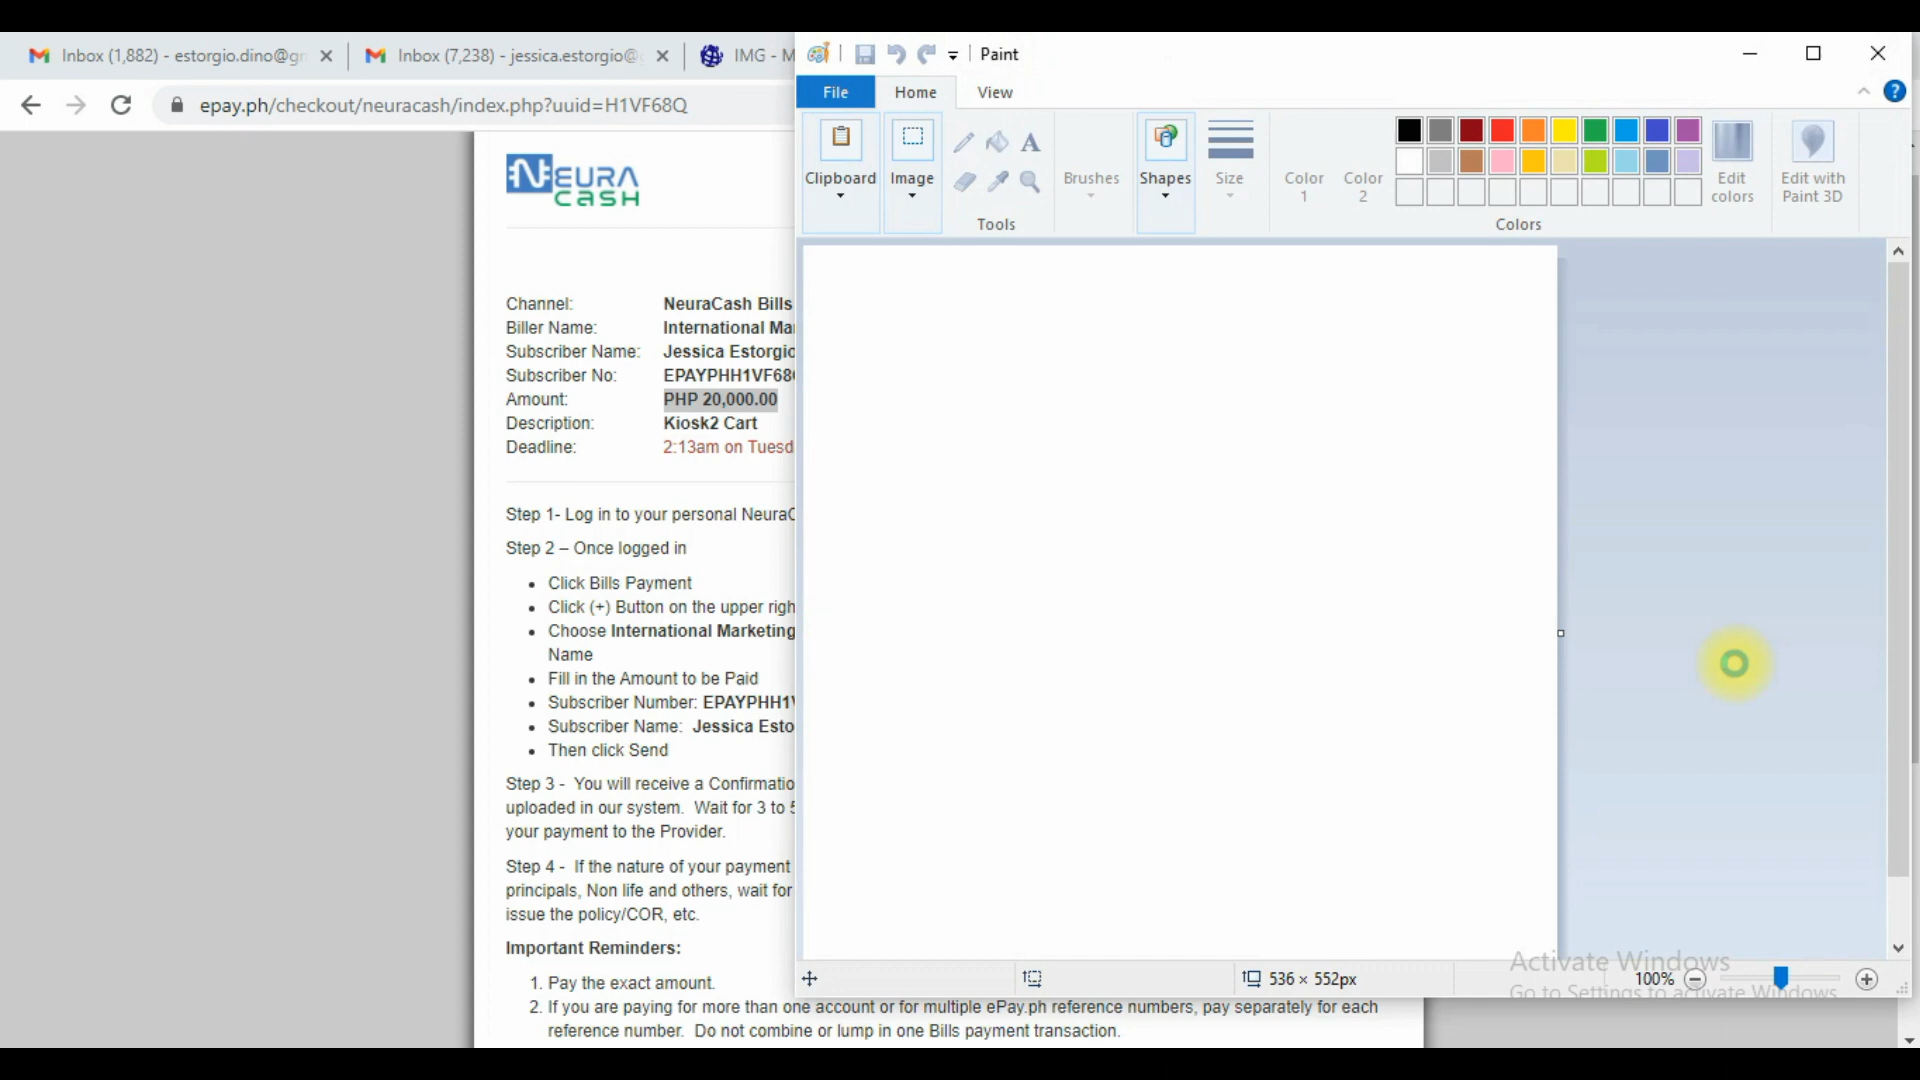 Inbox (1,882) - estorgio.dino@g
Inbox (7,238) - jessica.estorgio@
IMG - M
Paint
epay.ph/checkout/neuracash/index.php?uuid=H1VF68Q
File
Home
View
Clipboard
Image
Tools
Brushes
Shapes
Size
Color 1
Color 2
Colors
Edit colors
Edit with Paint 3D
NEURA
CASH
Channel: NeuraCash Bills
Biller Name: International Mar
Subscriber Name: Jessica Estorgio
Subscriber No: EPAYPHH1VF68
Amount: PHP 20,000.00
Description: Kiosk2 Cart
Deadline: 2:13am on Tuesd
Step 1- Log in to your personal NeuraC
Step 2 – Once logged in
• Click Bills Payment
• Click (+) Button on the upper righ
• Choose International Marketing
Name
• Fill in the Amount to be Paid
• Subscriber Number: EPAYPHH1V
• Subscriber Name: Jessica Esto
• Then click Send
Step 3 - You will receive a Confirmatio
uploaded in our system. Wait for 3 to 5
your payment to the Provider.
Step 4 - If the nature of your payment
principals, Non life and others, wait for
issue the policy/COR, etc.
Important Reminders:
1. Pay the exact amount.
2. If you are paying for more than one account or for multiple ePay.ph reference numbers, pay separately for each
reference number. Do not combine or lump in one Bills payment transaction.
536 × 552px
100%
Activate Windows
Go to Settings to activate Windows.